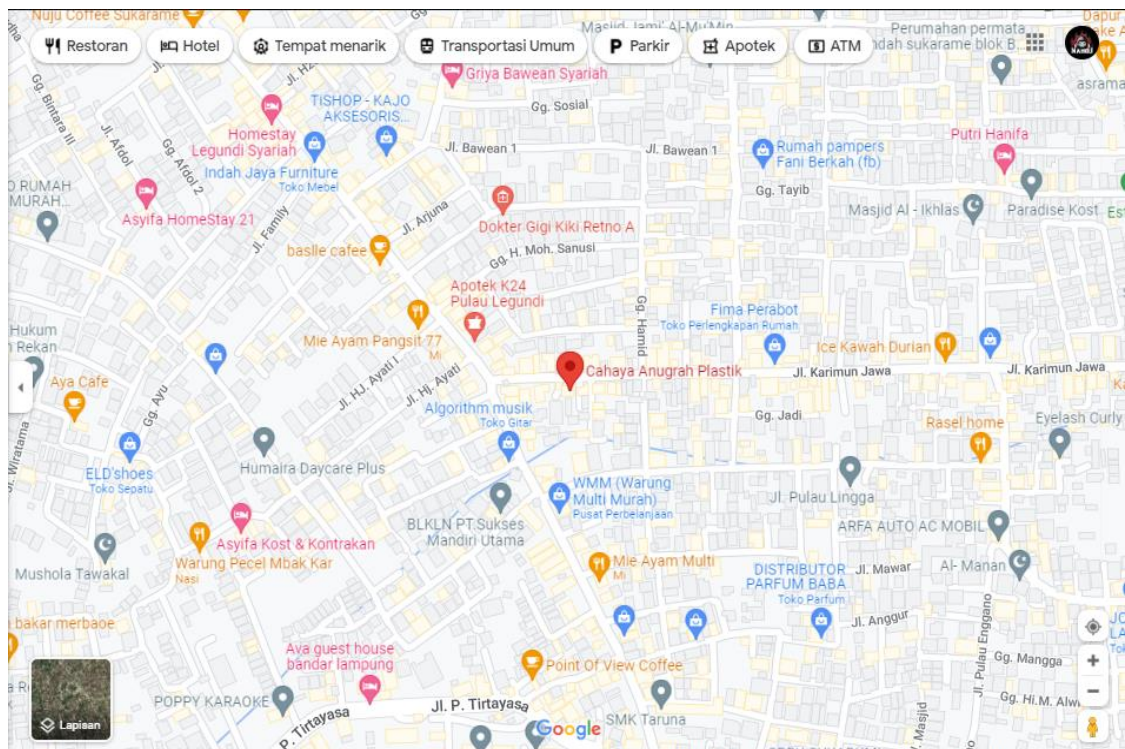 Nuju Coffee Sukarame
Masjid Jami' Al-Mu'Min
Perumahan permata
indah sukarame blok B...
Dapur
Restoran
Hotel
Tempat menarik
Transportasi Umum
P Parkir
Apotek
ATM
asrama
Griya Bawean Syariah
Gg. Bintara III
Jl. Afdol
Gg. Afdol 2
TISHOP - KAJO
AKSESORIS...
Gg. Sosial
Homestay
Legundi Syariah
Jl. Bawean 1
Jl. Bawean 1
Rumah pampers
Fani Berkah (fb)
Putri Hanifa
Indah Jaya Furniture
Toko Mebel
Gg. Tayib
O RUMAH
MURAH...
Asyifa HomeStay 21
Jl. Family
Jl. Arjuna
Dokter Gigi Kiki Retno A
Masjid Al - Ikhlas
Paradise Kost
Est
baslle cafee
Gg. H. Moh. Sanusi
Apotek K24
Pulau Legundi
Gg. Hamid
Fima Perabot
Toko Perlengkapan Rumah
Hukum
Rekan
Mie Ayam Pangsit 77
Mi
Ice Kawah Durian
Cahaya Anugrah Plastik
Jl. Karimun Jawa
Jl. Karimun Jawa
Aya Cafe
Gg. Ayu
Jl. HJ. Ayati I
Jl. Hj. Ayati
Algorithm musik
Toko Gitar
Gg. Jadi
Rasel home
Eyelash Curly
Jl. Wiratama
ELD'shoes
Toko Sepatu
Humaira Daycare Plus
WMM (Warung
Multi Murah)
Pusat Perbelanjaan
Jl. Pulau Lingga
BLKLN PT.Sukses
Mandiri Utama
ARFA AUTO AC MOBIL
Asyifa Kost & Kontrakan
Warung Pecel Mbak Kar
Nasi
Mushola Tawakal
Mie Ayam Multi
Mi
DISTRIBUTOR
PARFUM BABA
Toko Parfum
Jl. Mawar
Al- Manan
Jl. Anggur
bakar merbaoe
Jl. Pulau Enggano
Ava guest house
bandar lampung
Point Of View Coffee
Gg. Mangga
POPPY KARAOKE
Gg. Hi.M. Alwi
Lapisan
P. Tirtayasa
Jl. P. Tirtayasa
Google
SMK Taruna
Masjid